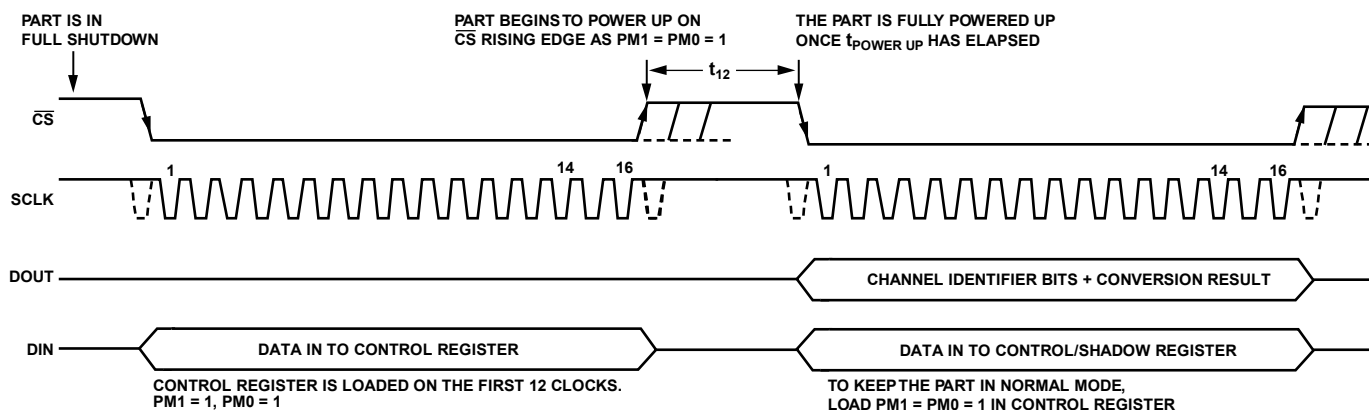 PART IS IN
FULL SHUTDOWN
PART BEGINS TO POWER UP ON
CS RISING EDGE AS PM1 = PM0 = 1
THE PART IS FULLY POWERED UP
ONCE tPOWER UP HAS ELAPSED
t12
CS
SCLK
1
14
16
1
14
16
DOUT
CHANNEL IDENTIFIER BITS + CONVERSION RESULT
DIN
DATA IN TO CONTROL REGISTER
DATA IN TO CONTROL/SHADOW REGISTER
CONTROL REGISTER IS LOADED ON THE FIRST 12 CLOCKS.
PM1 = 1, PM0 = 1
TO KEEP THE PART IN NORMAL MODE,
LOAD PM1 = PM0 = 1 IN CONTROL REGISTER